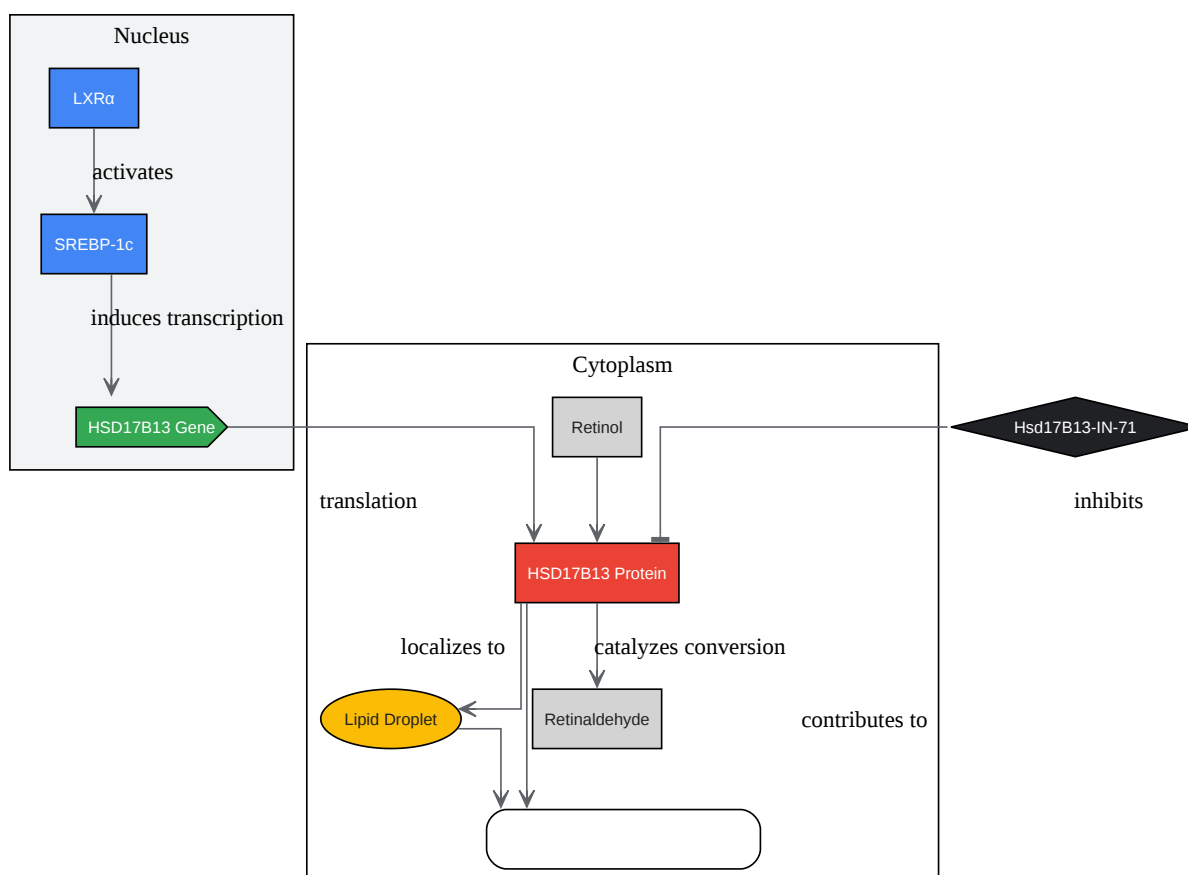 Nucleus
LXRα
activates
SREBP-1c
induces transcription
Cytoplasm
HSD17B13 Gene
Retinol
Hsd17B13-IN-71
translation
inhibits
HSD17B13 Protein
localizes to
catalyzes conversion
Lipid Droplet
Retinaldehyde
contributes to